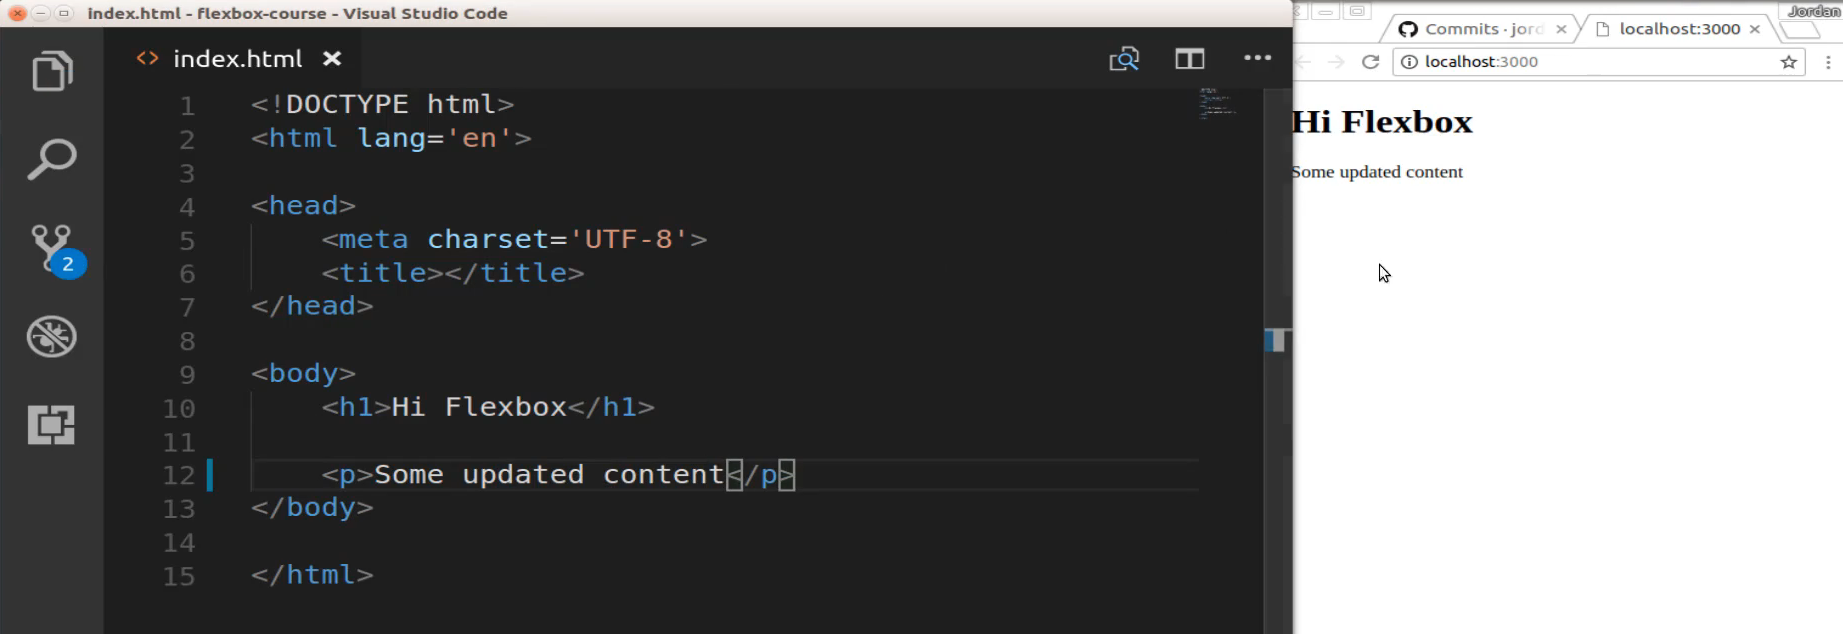 index.html - flexbox-course - Visual Studio Code
index.html
1 <!DOCTYPE html>
2 <html lang='en'>
3
4 <head>
5 <meta charset='UTF-8'>
6 <title></title>
7 </head>
8
9 <body>
10 <h1>Hi Flexbox</h1>
11
12 <p>Some updated content</p>
13 </body>
14
15 </html>
2
Jordan
Commits · jord
localhost:3000
localhost:3000
Hi Flexbox
Some updated content